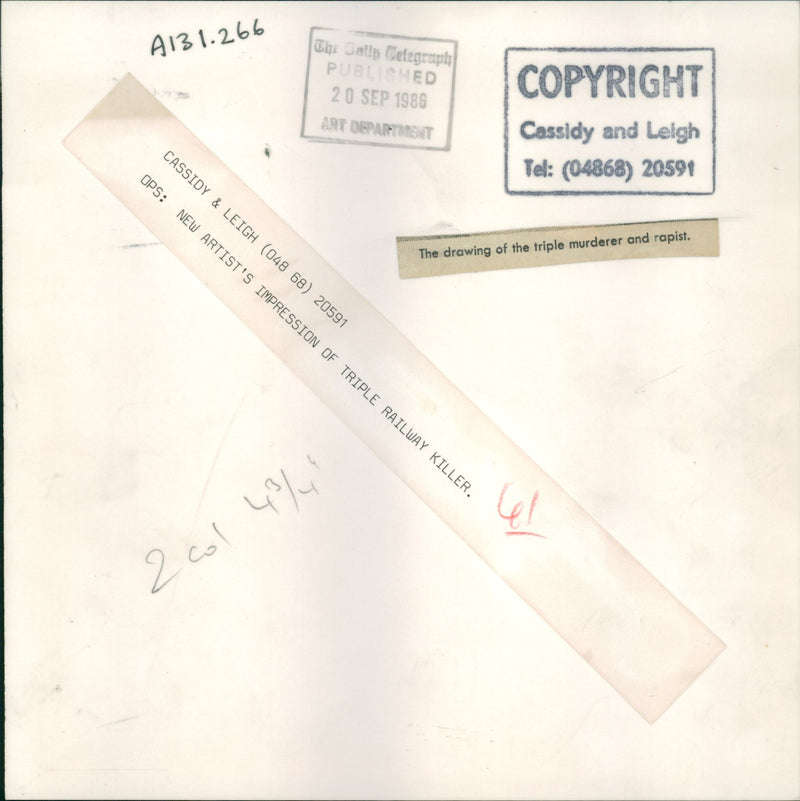 A131.266
The Daily Telegraph
PUBLISHED
20 SEP 1986
ART DEPARTMENT
COPYRIGHT
Cassidy and Leigh
Tel: (04868) 20591
The drawing of the triple murderer and rapist.
CASSIDY & LEIGH (048 68) 20591
OPS: NEW ARTIST'S IMPRESSION OF TRIPLE RAILWAY KILLER.
2 col 4 3/4"